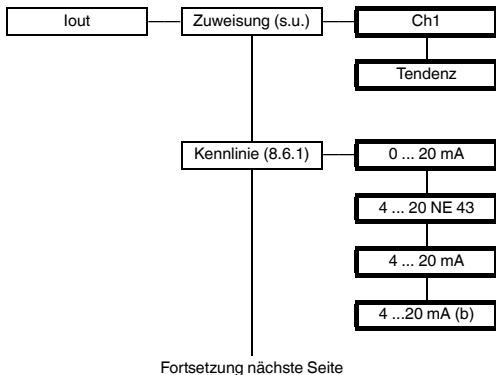 Iout
Zuweisung (s.u.)
Ch1
Tendenz
Kennlinie (8.6.1)
0 ... 20 mA
4 ... 20 NE 43
4 ... 20 mA
4 ...20 mA (b)
Fortsetzung nächste Seite